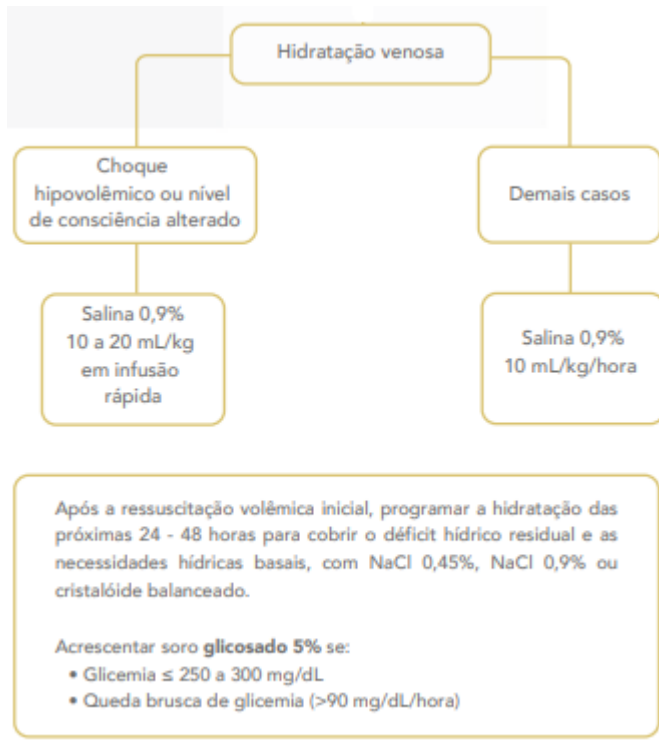 Hidratação venosa
Choque
hipovolêmico ou nível
de consciência alterado
Demais casos
Salina 0,9%
10 a 20 mL/kg
em infusão
rápida
Salina 0,9%
10 mL/kg/hora
Após a ressuscitação volêmica inicial, programar a hidratação das
próximas 24 - 48 horas para cobrir o déficit hídrico residual e as
necessidades hídricas basais, com NaCl 0,45%, NaCl 0,9% ou
cristalóide balanceado.
Acrescentar soro glicosado 5% se:
• Glicemia ≤ 250 a 300 mg/dL
• Queda brusca de glicemia (>90 mg/dL/hora)